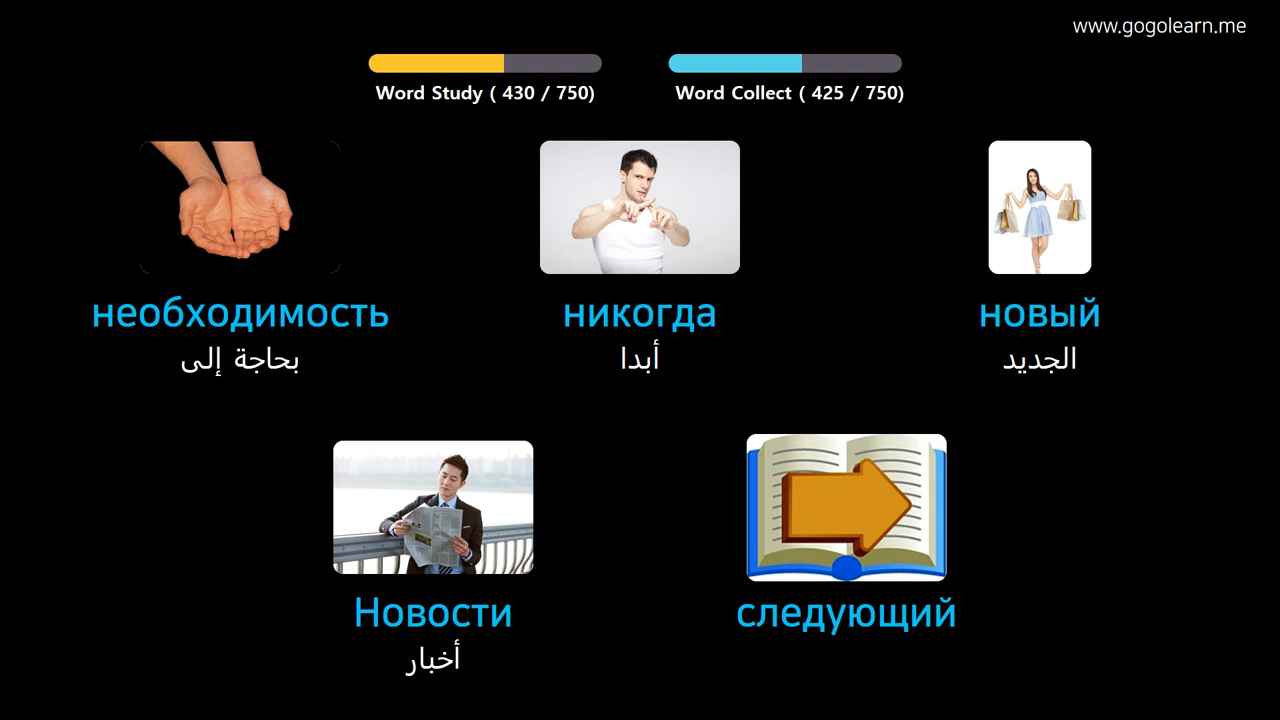 www.gogolearn.me
Word Study ( 430 / 750)
Word Collect ( 425 / 750)
необходимость
بحاجة إلى
никогда
أبدا
новый
الجديد
Новости
أخبار
следующий